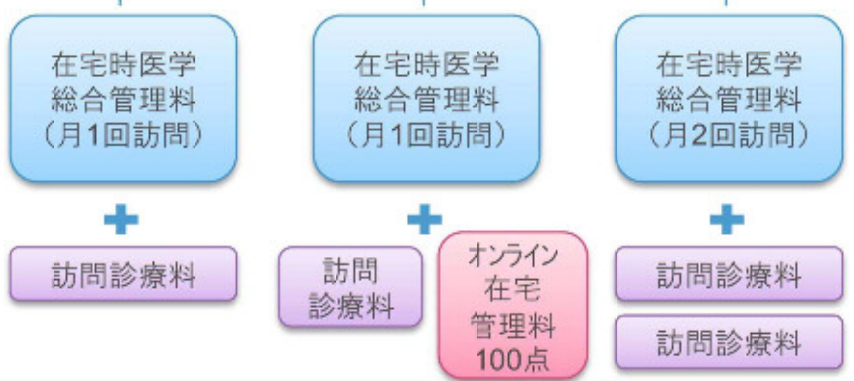 在宅時医学
総合管理料
（月1回訪問）
在宅時医学
総合管理料
（月1回訪問）
在宅時医学
総合管理料
（月2回訪問）
訪問診療料
訪問
診療料
オンライン
在宅
管理料
100点
訪問診療料
訪問診療料